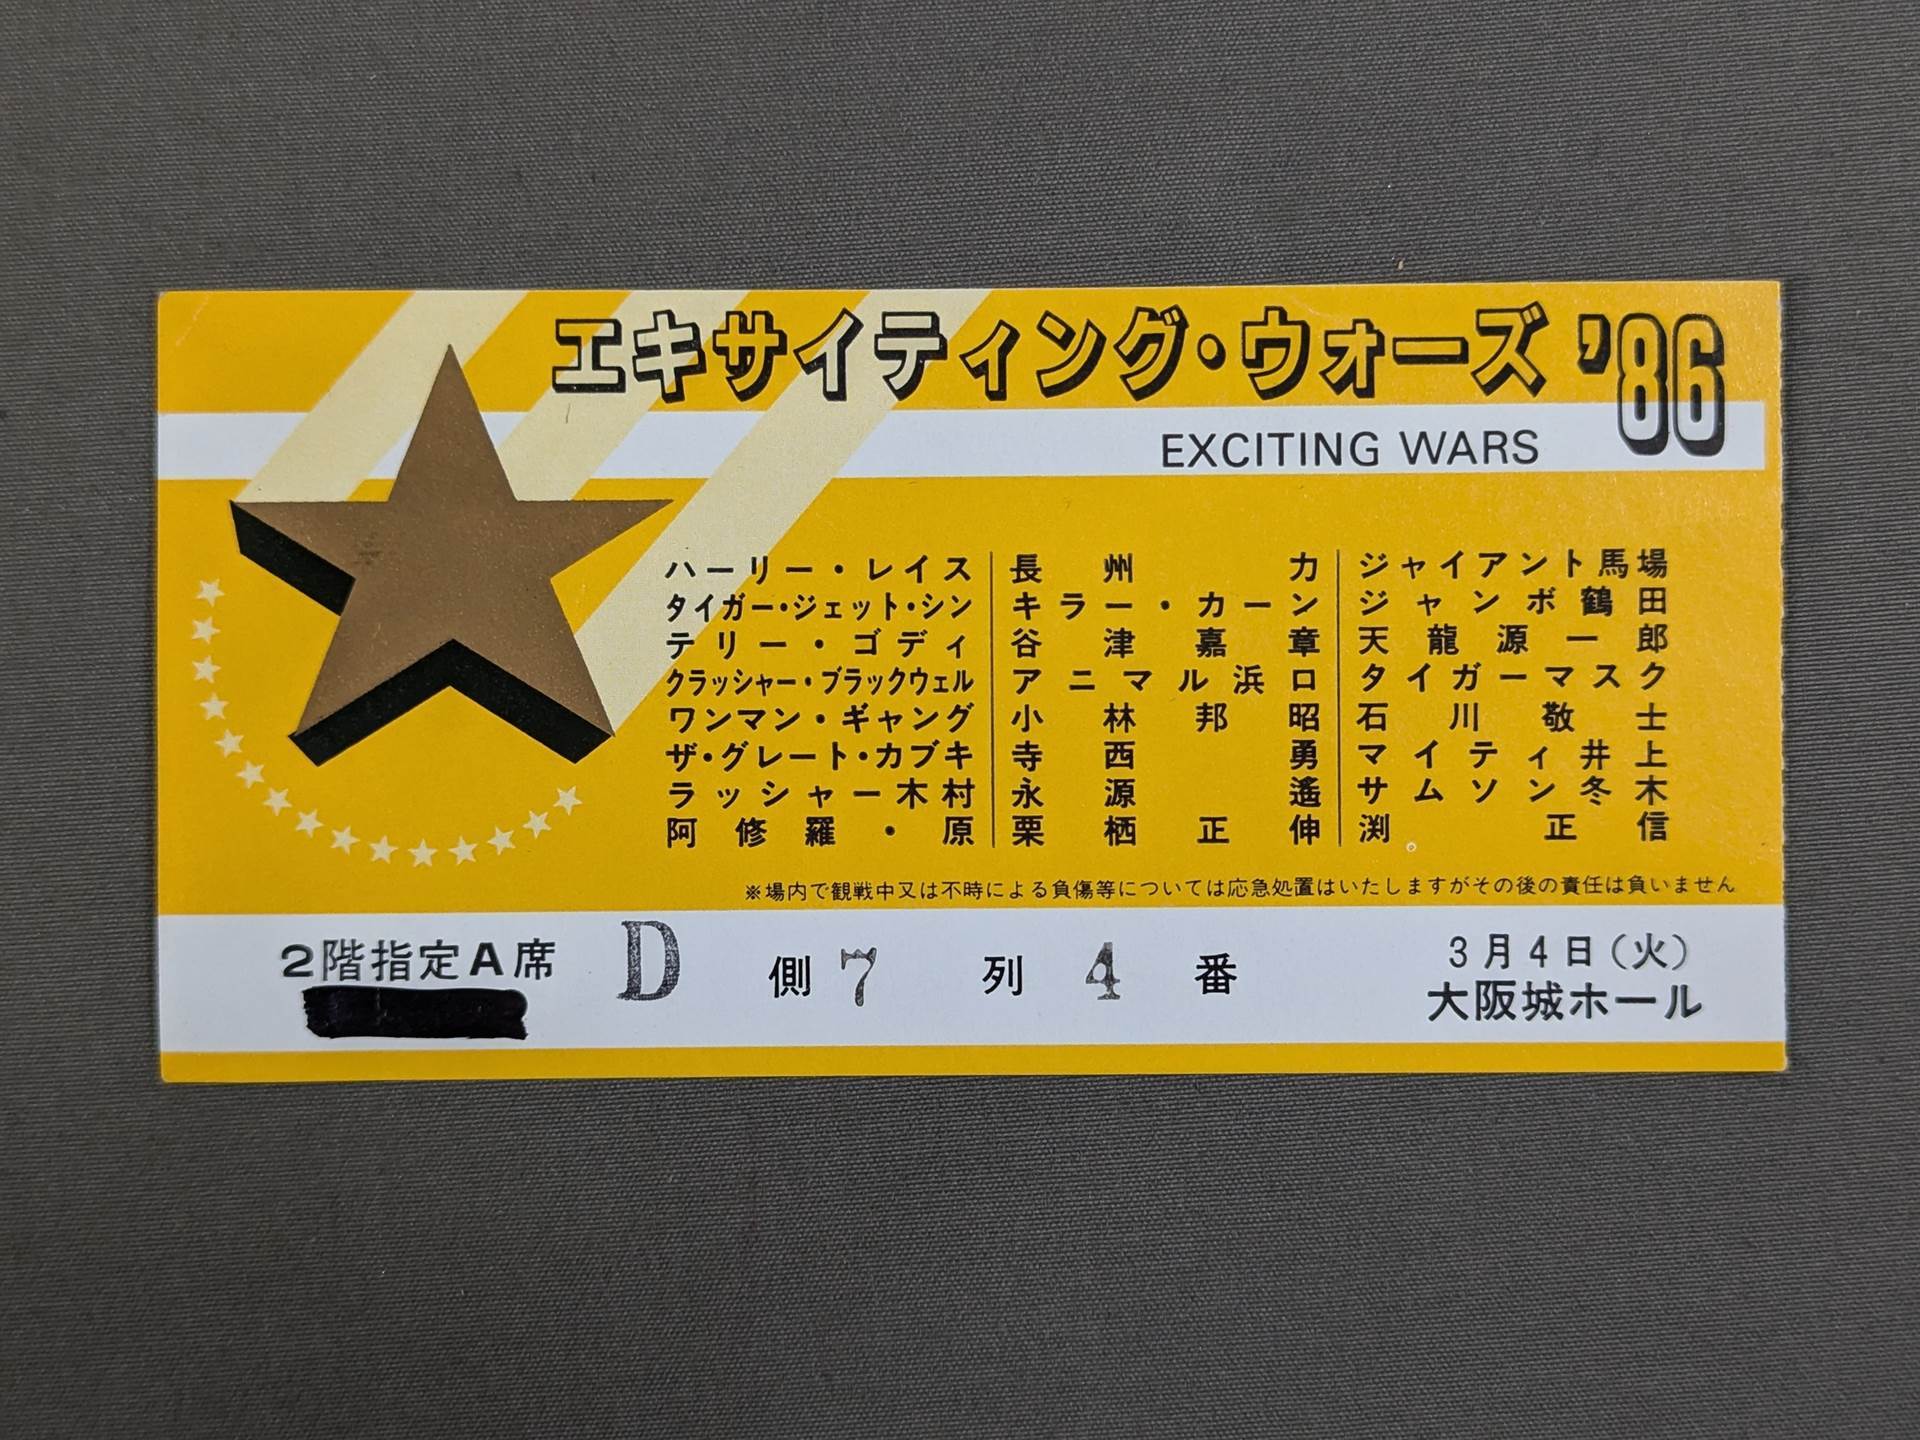 エキサイティング・ウォーズ '86
EXCITING WARS
ハーリー・レイス
タイガー・ジェット・シン
テリー・ゴディ
クラッシャー・ブラックウェル
ワンマン・ギャング
ザ・グレート・カブキ
ラッシャー木村
阿修羅・原
長州力
キラー・カーン
谷津嘉章
アニマル浜口
小林邦昭
寺西勇
永源遙
栗栖正伸
ジャイアント馬場
ジャンボ鶴田
天龍源一郎
タイガーマスク
石川敬士
マイティ井上
サムソン冬木
渕正信
※場内で観戦中又は不時による負傷等については応急処置はいたしますがその後の責任は負いません
2階指定A席 D 側 7 列 4 番
3月4日(火)
大阪城ホール